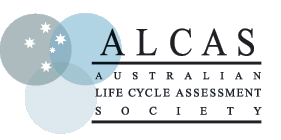 ALCAS
AUSTRALIAN
LIFE CYCLE ASSESSMENT
SOCIETY